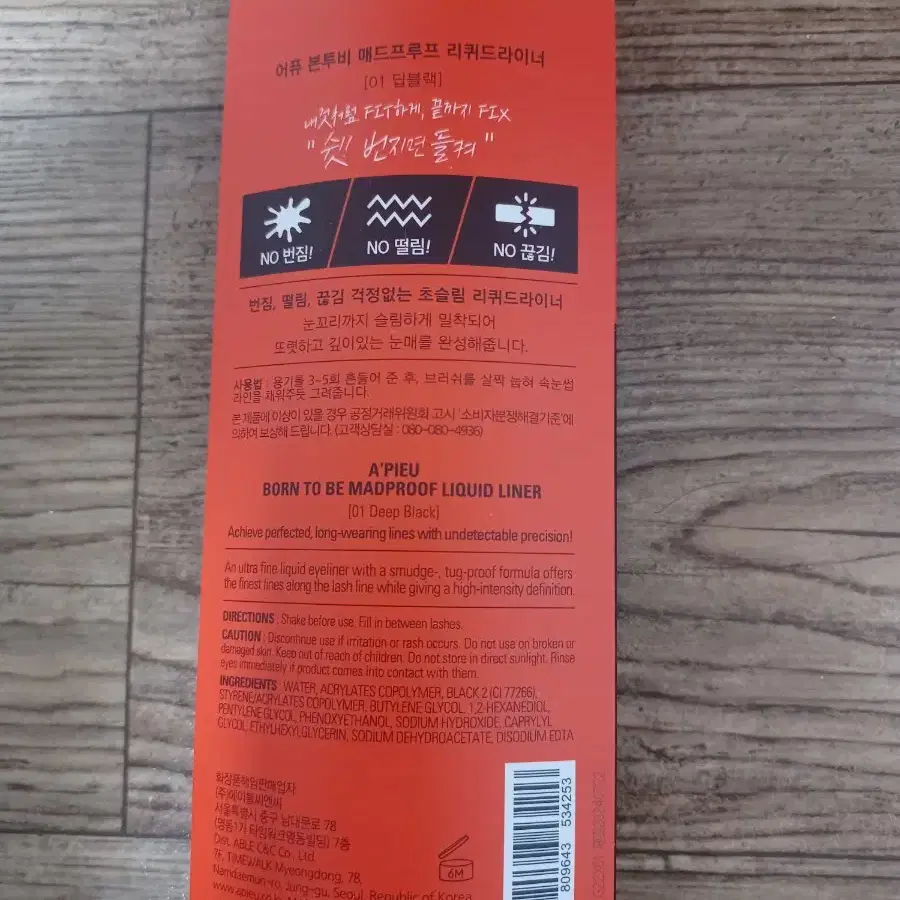 어퓨 본투비 매드프루프 리퀴드라이너
[01 딥블랙]
내것처럼 FIT하게, 끝까지 FIX
"쉿! 번지면 들켜"
NO 번짐!
NO 떨림!
NO 끊김!
번짐, 떨림, 끊김 걱정없는 초슬림 리퀴드라이너
눈꼬리까지 슬림하게 밀착되어
또렷하고 깊이있는 눈매를 완성해줍니다.
사용법 : 용기를 3~5회 흔들어 준 후, 브러쉬를 살짝 눕혀 속눈썹
라인을 채워주듯 그려줍니다.
본 제품에 이상이 있을 경우 공정거래위원회 고시 '소비자분쟁해결기준'에
의하여 보상해 드립니다. (고객상담실 : 080-080-4936)
A'PIEU
BORN TO BE MADPROOF LIQUID LINER
[01 Deep Black]
Achieve perfected, long-wearing lines with undetectable precision!
An ultra fine liquid eyeliner with a smudge-, tug-proof formula offers
the finest lines along the lash line while giving a high-intensity definition.
DIRECTIONS : Shake before use. Fill in between lashes.
CAUTION : Discontinue use if irritation or rash occurs. Do not use on broken or
damaged skin. Keep out of reach of children. Do not store in direct sunlight. Rinse
eyes immediately if product comes into contact with them.
INGREDIENTS : WATER, ACRYLATES COPOLYMER, BLACK 2 (CI 77266),
STYRENE/ACRYLATES COPOLYMER, BUTYLENE GLYCOL, 1,2-HEXANEDIOL,
PENTYLENE GLYCOL, PHENOXYETHANOL, SODIUM HYDROXIDE, CAPRYLYL
GLYCOL, ETHYLHEXYLGLYCERIN, SODIUM DEHYDROACETATE, DISODIUM EDTA
화장품책임판매업자
(주)에이블씨엔씨
서울특별시 중구 남대문로 78
(명동1가 타임워크명동빌딩) 7층
Dist. ABLE C&C Co., Ltd.
7F, TIMEWALK Myeongdong, 78,
Namdaemun-ro, Jung-gu, Seoul, Republic of Korea
6M
809643 534253